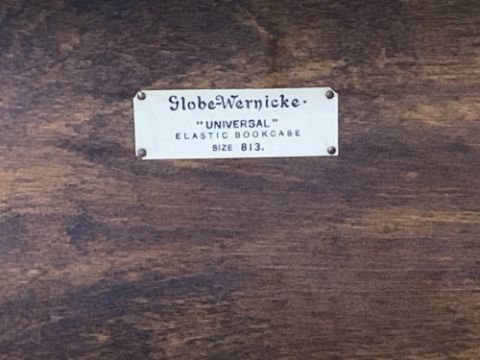 Globe-Wernicke.
"UNIVERSAL"
ELASTIC BOOKCASE
SIZE 813.